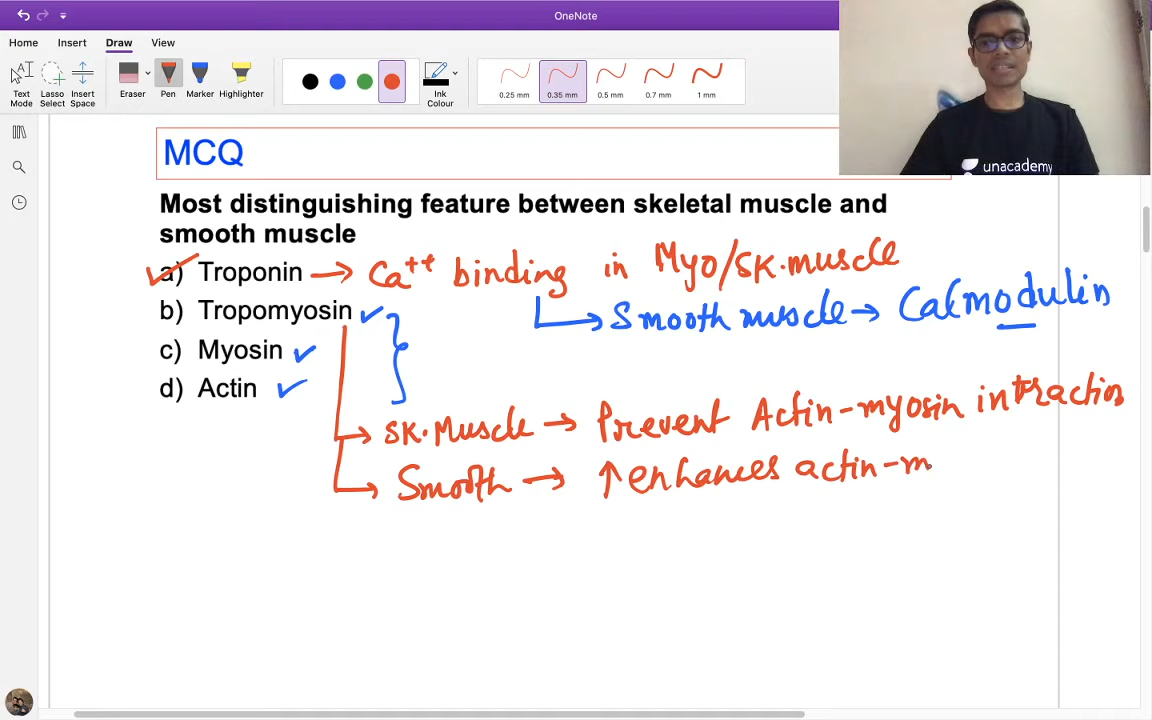 OneNote
Home Insert Draw View
Text Mode
Lasso Select
Insert Space
Eraser
Pen
Marker
Highlighter
Ink Colour
0.25 mm
0.35 mm
0.5 mm
0.7 mm
1 mm
unacademy
MCQ
Most distinguishing feature between skeletal muscle and
smooth muscle
a) Troponin → Ca++ binding in Myo/SK.muscle
b) Tropomyosin ✓ → Smooth muscle → Calmodulin
c) Myosin ✓
d) Actin ✓
→ SK.Muscle → Prevent Actin-myosin interaction
→ Smooth → ↑enhances actin-m